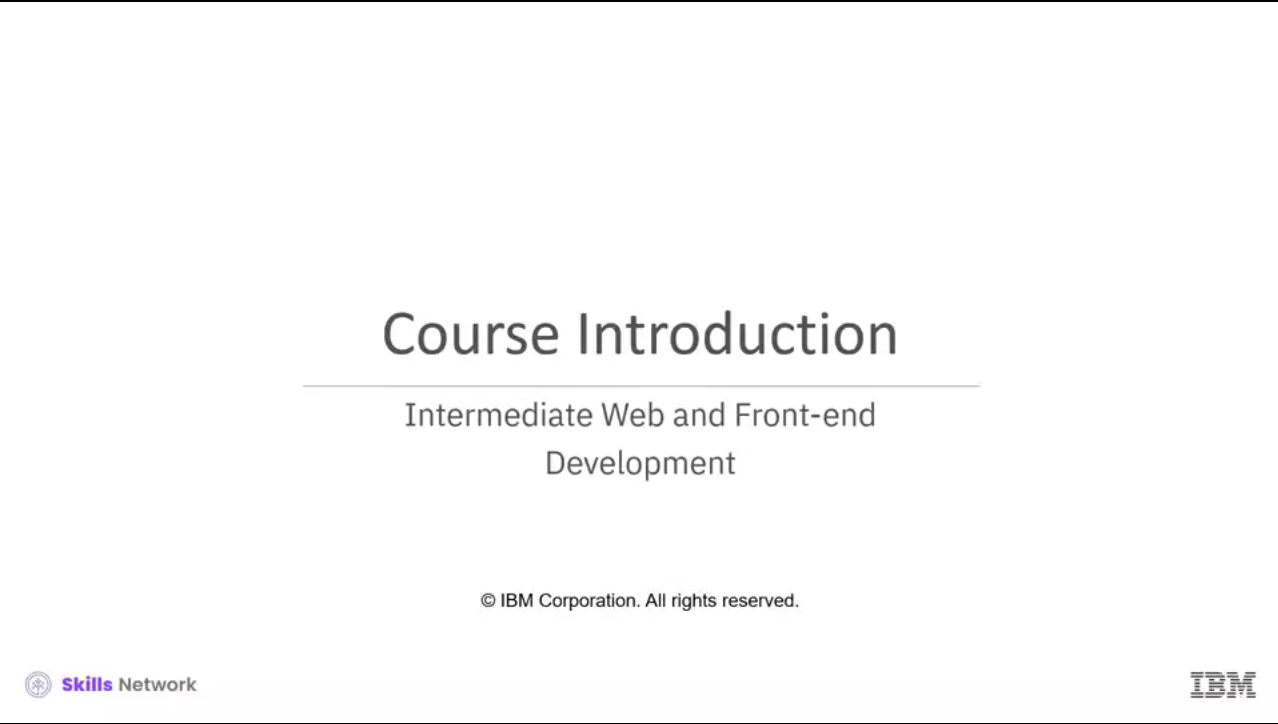 Course Introduction
Intermediate Web and Front-end
Development
© IBM Corporation. All rights reserved.
Skills Network
IBM